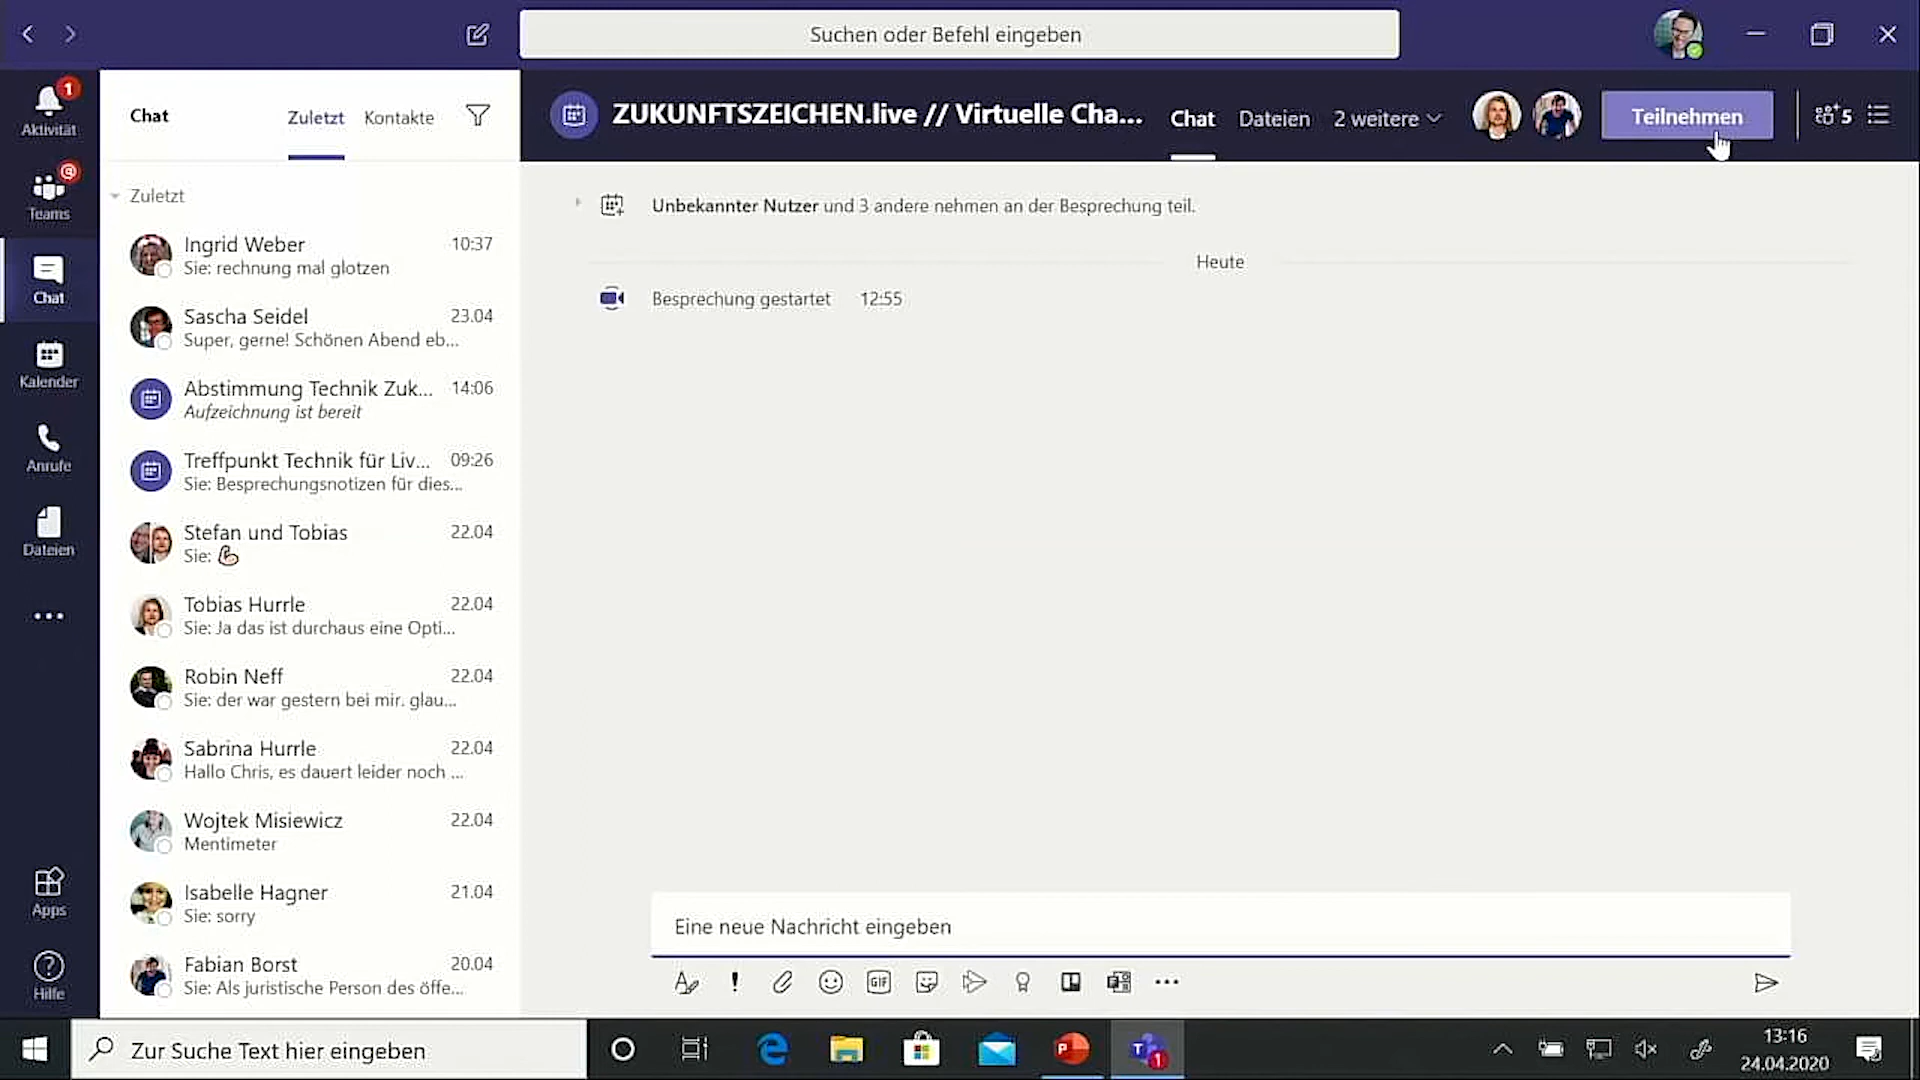 Suchen oder Befehl eingeben
1
Aktivität
Teams
Chat
Kalender
Anrufe
Dateien
Apps
Hilfe
Chat
Zuletzt
Kontakte
Zuletzt
Ingrid Weber 10:37
Sie: rechnung mal glotzen
Sascha Seidel 23.04
Super, gerne! Schönen Abend eb...
Abstimmung Technik Zuk... 14:06
Aufzeichnung ist bereit
Treffpunkt Technik für Liv... 09:26
Sie: Besprechungsnotizen für dies...
Stefan und Tobias 22.04
Sie: 💪
Tobias Hurrle 22.04
Sie: Ja das ist durchaus eine Opti...
Robin Neff 22.04
Sie: der war gestern bei mir. glau...
Sabrina Hurrle 22.04
Hallo Chris, es dauert leider noch ...
Wojtek Misiewicz 22.04
Mentimeter
Isabelle Hagner 21.04
Sie: sorry
Fabian Borst 20.04
Sie: Als juristische Person des öffe...
ZUKUNFTSZEICHEN.live // Virtuelle Cha...
Chat
Dateien
2 weitere
Teilnehmen
5
Unbekannter Nutzer und 3 andere nehmen an der Besprechung teil.
Heute
Besprechung gestartet 12:55
Eine neue Nachricht eingeben
GIF
Zur Suche Text hier eingeben
1
13:16
24.04.2020